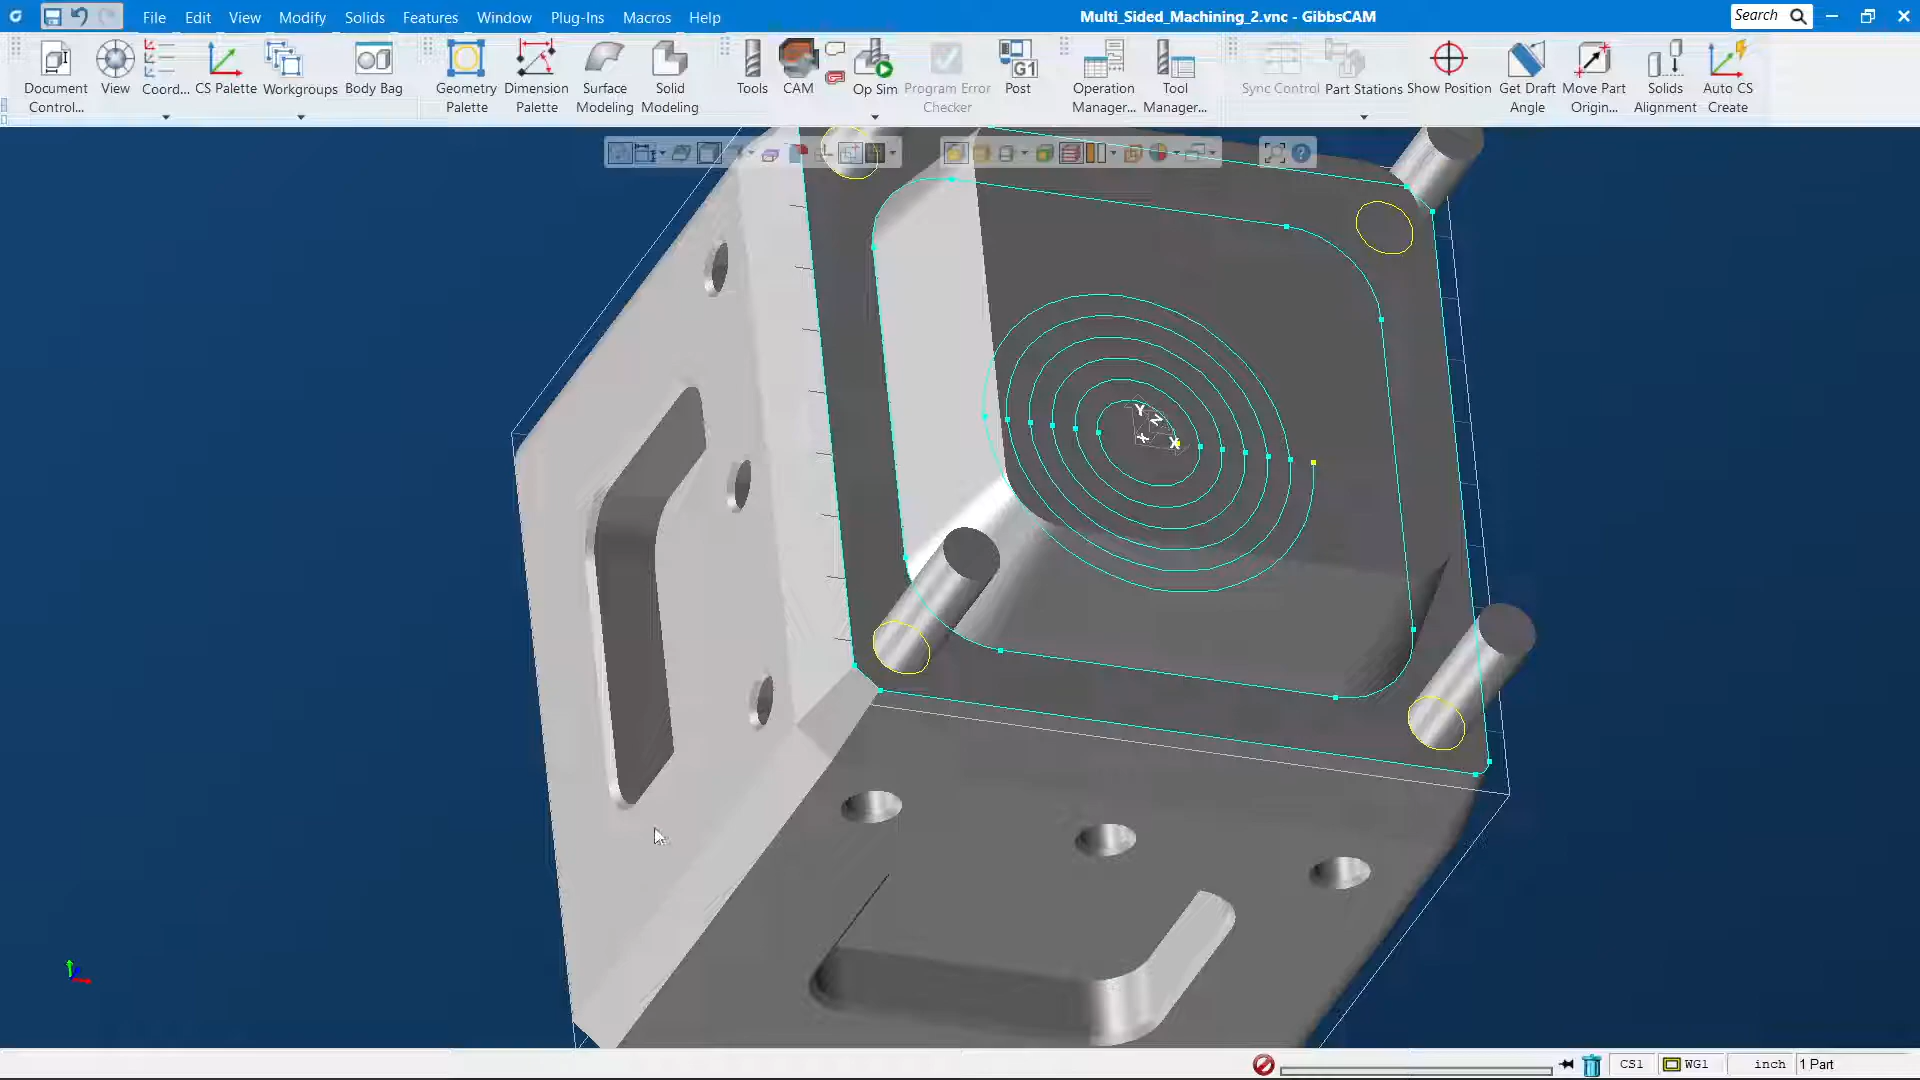 File Edit View Modify Solids Features Window Plug-Ins Macros Help
Multi_Sided_Machining_2.vnc - GibbsCAM
Search
Document Control...
View
Coord...
CS Palette
Workgroups
Body Bag
Geometry Palette
Dimension Palette
Surface Modeling
Solid Modeling
Tools
CAM
Op Sim
Program Error Checker
G1
Post
Operation Manager...
Tool Manager...
Sync Control
Part Stations
Show Position
Get Draft Angle
Move Part Origin...
Solids Alignment
Auto CS Create
Y
Z
X
X
CS1
WG1
inch
1 Part